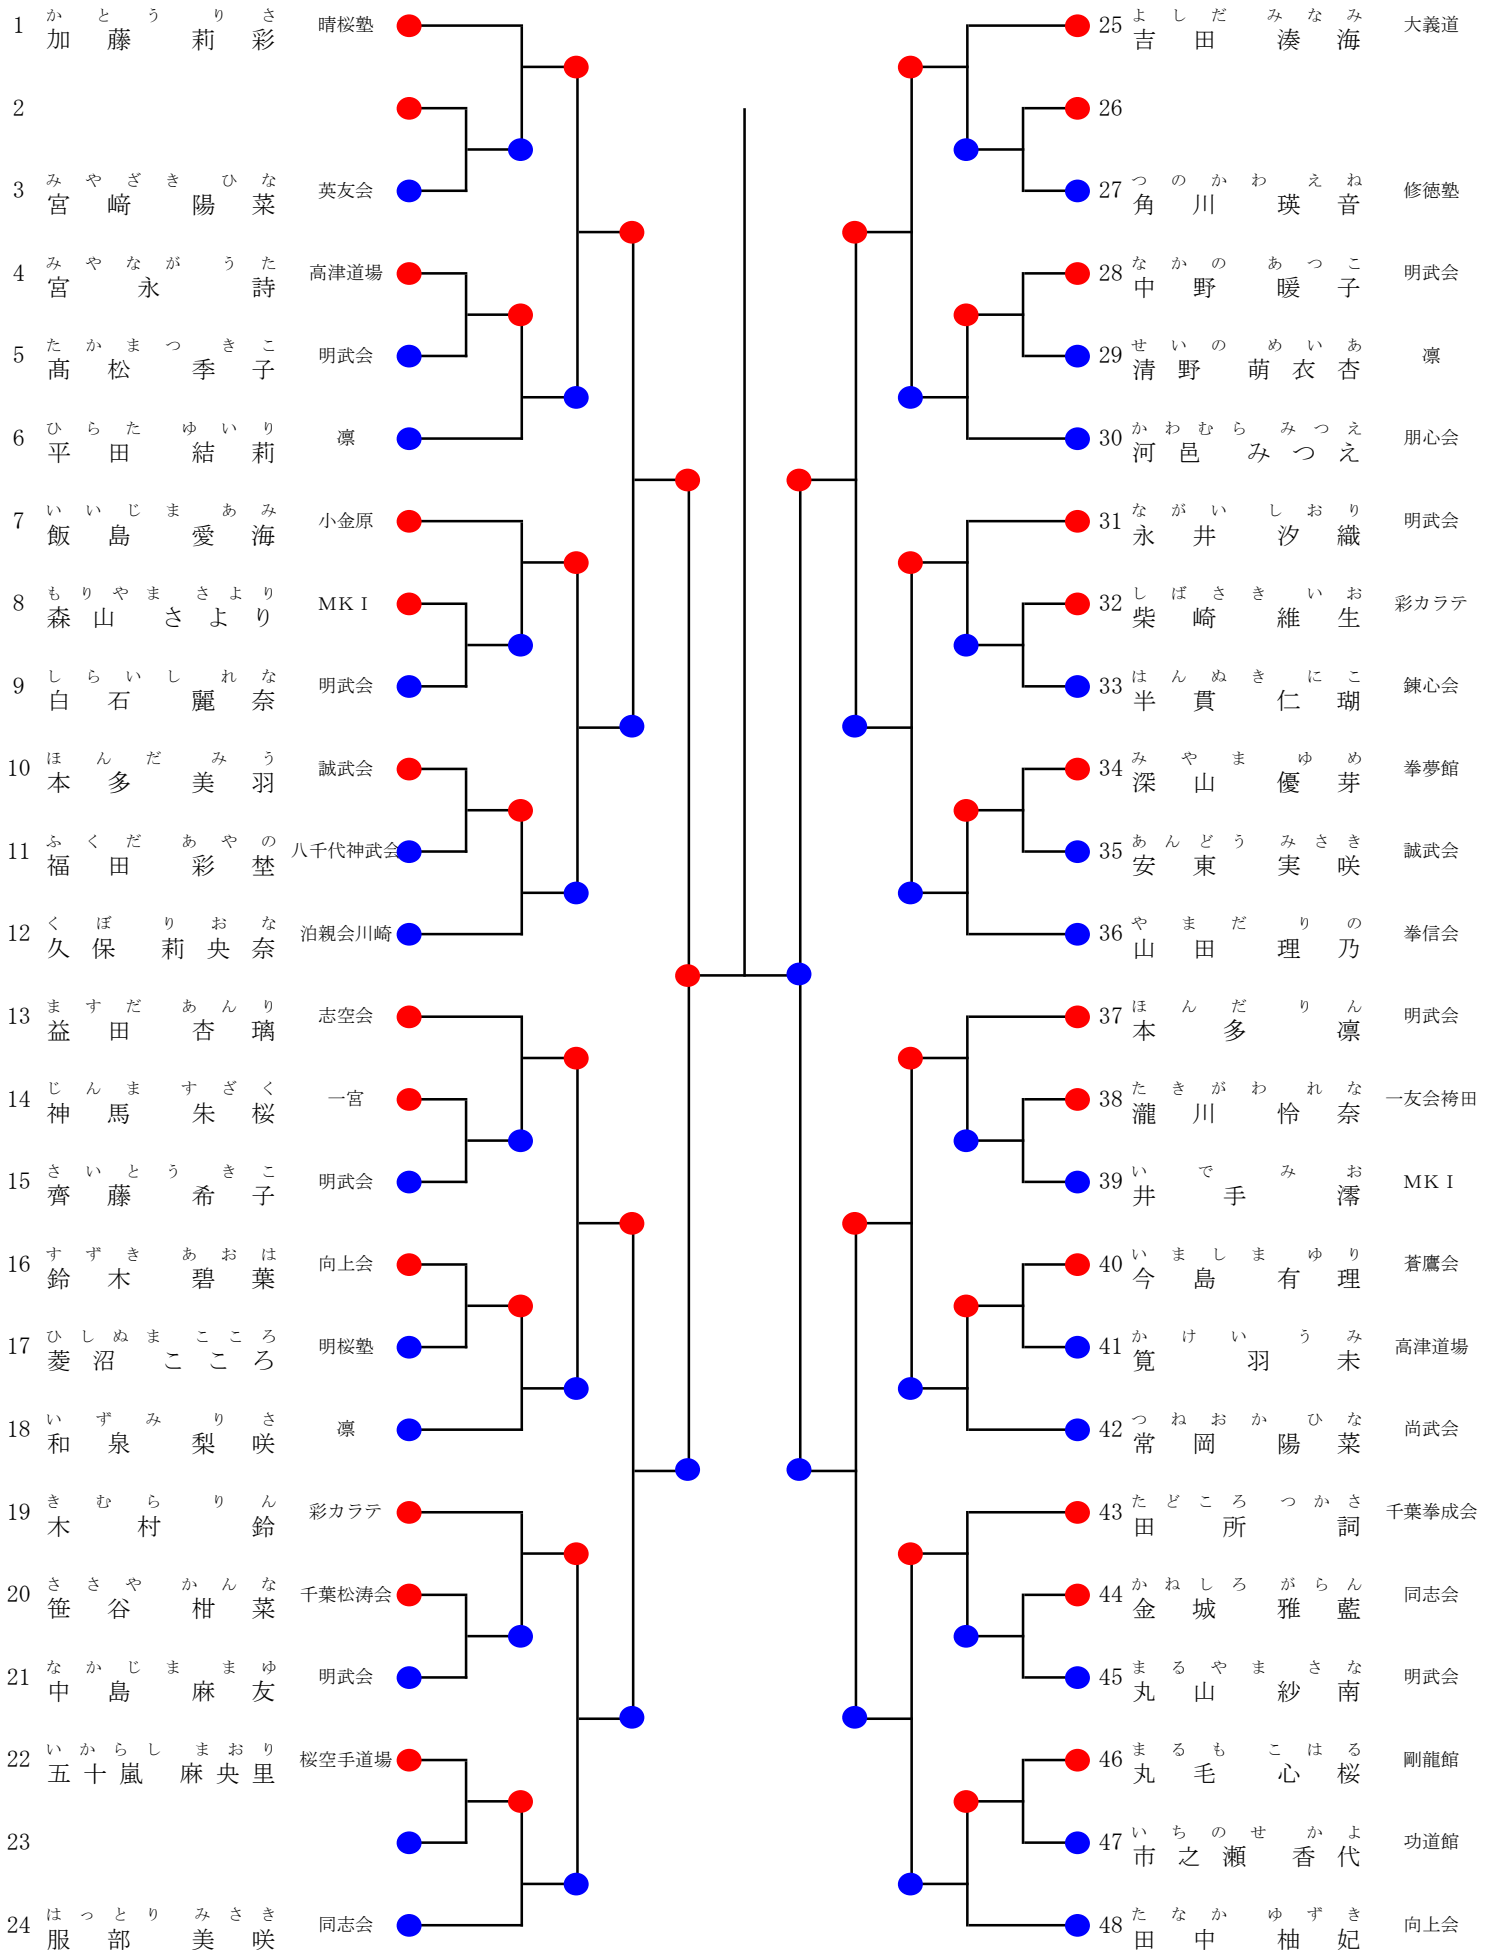 かとう りさ
1 加藤 莉彩 晴桜塾
2
みやざき ひな
3 宮﨑 陽菜 英友会
みやなが うた
4 宮永 詩 高津道場
たかまつ きこ
5 髙松 季子 明武会
ひらた ゆいり
6 平田 結莉 凛
いいじま あみ
7 飯島 愛海 小金原
もりやま さより
8 森山 さより MKI
しらいし れな
9 白石 麗奈 明武会
ほんだ みう
10 本多 美羽 誠武会
ふくだ あやの
11 福田 彩埜 八千代神武会
くぼ りおな
12 久保 莉央奈 泊親会川崎
ますだ あんり
13 益田 杏璃 志空会
じんま すざく
14 神馬 朱桜 一宮
さいとう きこ
15 齊藤 希子 明武会
すずき あおは
16 鈴木 碧葉 向上会
ひしぬま こころ
17 菱沼 こころ 明桜塾
いずみ りさ
18 和泉 梨咲 凛
きむら りん
19 木村 鈴 彩カラテ
ささや かんな
20 笹谷 柑菜 千葉松涛会
なかじま まゆ
21 中島 麻友 明武会
いからし まおり
22 五十嵐 麻央里 桜空手道場
23
はっとり みさき
24 服部 美咲 同志会
よしだ みなみ
25 吉田 湊海 大義道
26
つのかわ えね
27 角川 瑛音 修徳塾
なかの あつこ
28 中野 暖子 明武会
せいの めいあ
29 清野 萌衣杏 凛
かわむら みつえ
30 河邑 みつえ 朋心会
ながい しおり
31 永井 汐織 明武会
しばさき いお
32 柴崎 維生 彩カラテ
はんぬき にこ
33 半貫 仁瑚 錬心会
みやま ゆめ
34 深山 優芽 拳夢館
あんどう みさき
35 安東 実咲 誠武会
やまだ りの
36 山田 理乃 拳信会
ほんだ りん
37 本多 凛 明武会
たきがわ れな
38 瀧川 怜奈 一友会袴田
いで みお
39 井手 澪 MKI
いましま ゆり
40 今島 有理 蒼鷹会
かけい うみ
41 筧 羽未 高津道場
つねおか ひな
42 常岡 陽菜 尚武会
たどころ つかさ
43 田所 詞 千葉拳成会
かねしろ がらん
44 金城 雅藍 同志会
まるやま さな
45 丸山 紗南 明武会
まるも こはる
46 丸毛 心桜 剛龍館
いちのせ かよ
47 市之瀬 香代 功道館
たなか ゆずき
48 田中 柚妃 向上会